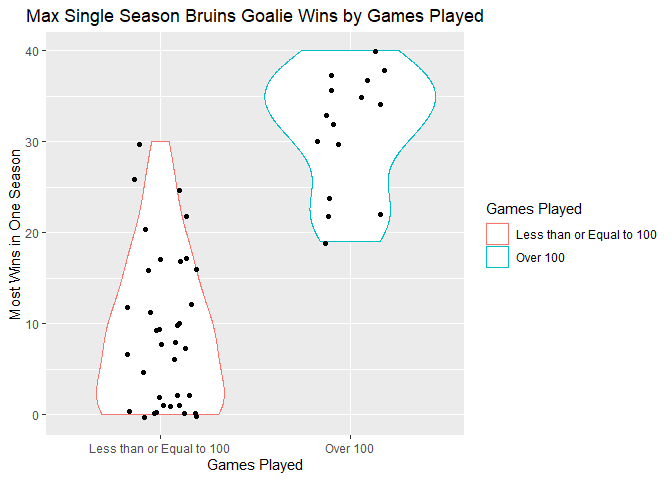 Max Single Season Bruins Goalie Wins by Games Played
Most Wins in One Season
40
30
20
10
0
Less than or Equal to 100
Over 100
Games Played
Games Played
Less than or Equal to 100
Over 100